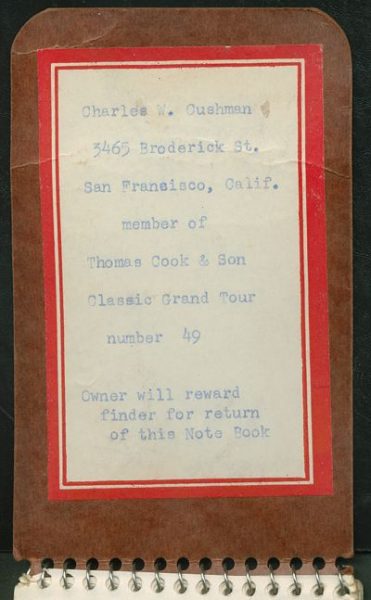 Charles W. Cushman
3465 Broderick St.
San Francisco, Calif.
member of
Thomas Cook & Son
Classic Grand Tour
number 49
Owner will reward
finder for return
of this Note Book